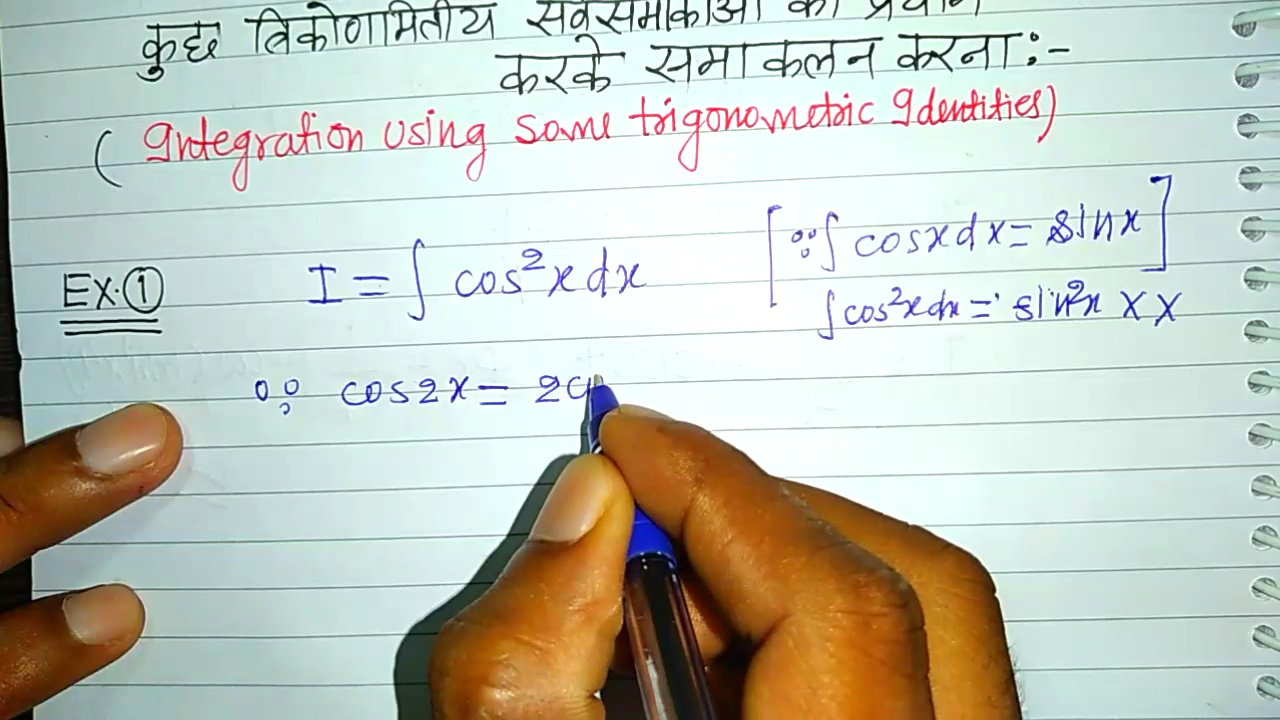 कुछ त्रिकोणमितीय सर्वसमिकाओं का प्रयोग
करके समाकलन करना:-
( Integration using some trigonometric Identities)
Ex.① I = ∫ cos²x dx [∵ ∫ cosx dx = sinx]
∫ cos²x dx = sin²x ✗ ✗
∵ cos2x = 2c